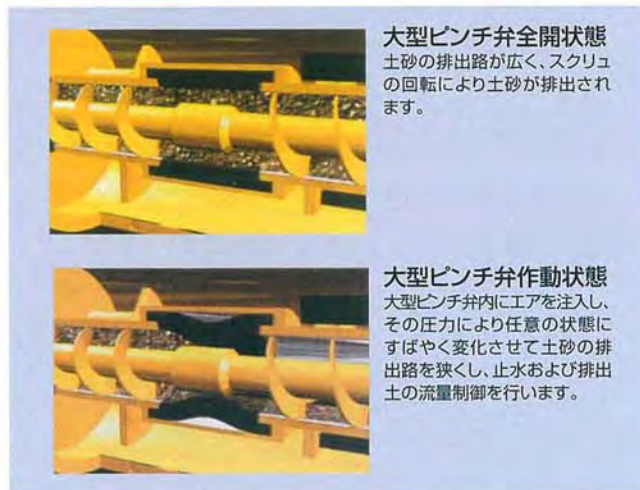 大型ピンチ弁全開状態
土砂の排出路が広く、スクリュ
の回転により土砂が排出され
ます。
大型ピンチ弁作動状態
大型ピンチ弁内にエアを注入し、
その圧力により任意の状態に
すばやく変化させて土砂の排
出路を狭くし、止水および排出
土の流量制御を行います。